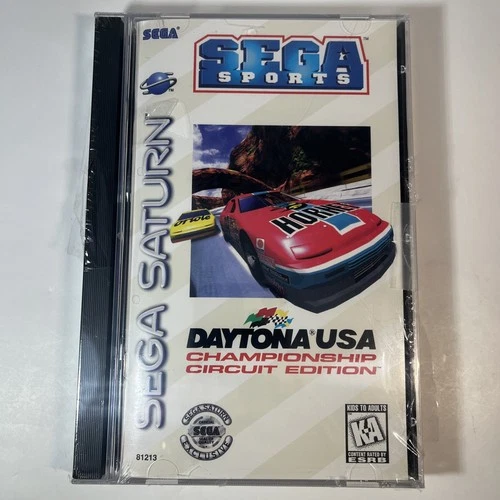 SEGA
SEGA
SPORTS
SEGA SATURN
HORNET
DAYTONA® USA
CHAMPIONSHIP
CIRCUIT EDITION™
SEGA SATURN
SEGA
EXCLUSIVE
81213
KIDS TO ADULTS
K-A
CONTENT RATED BY
ESRB